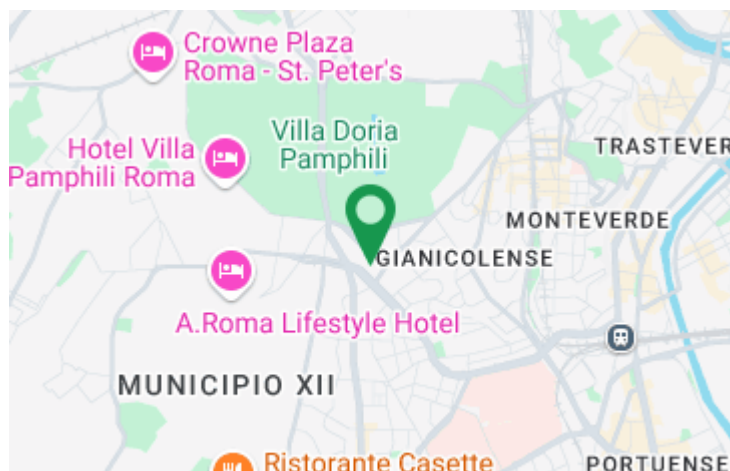 Crowne Plaza
Roma - St. Peter's
Villa Doria
Pamphili
Hotel Villa
Pamphili Roma
TRASTEVER
MONTEVERDE
GIANICOLENSE
A.Roma Lifestyle Hotel
MUNICIPIO XII
Ristorante Casette
PORTUENSE